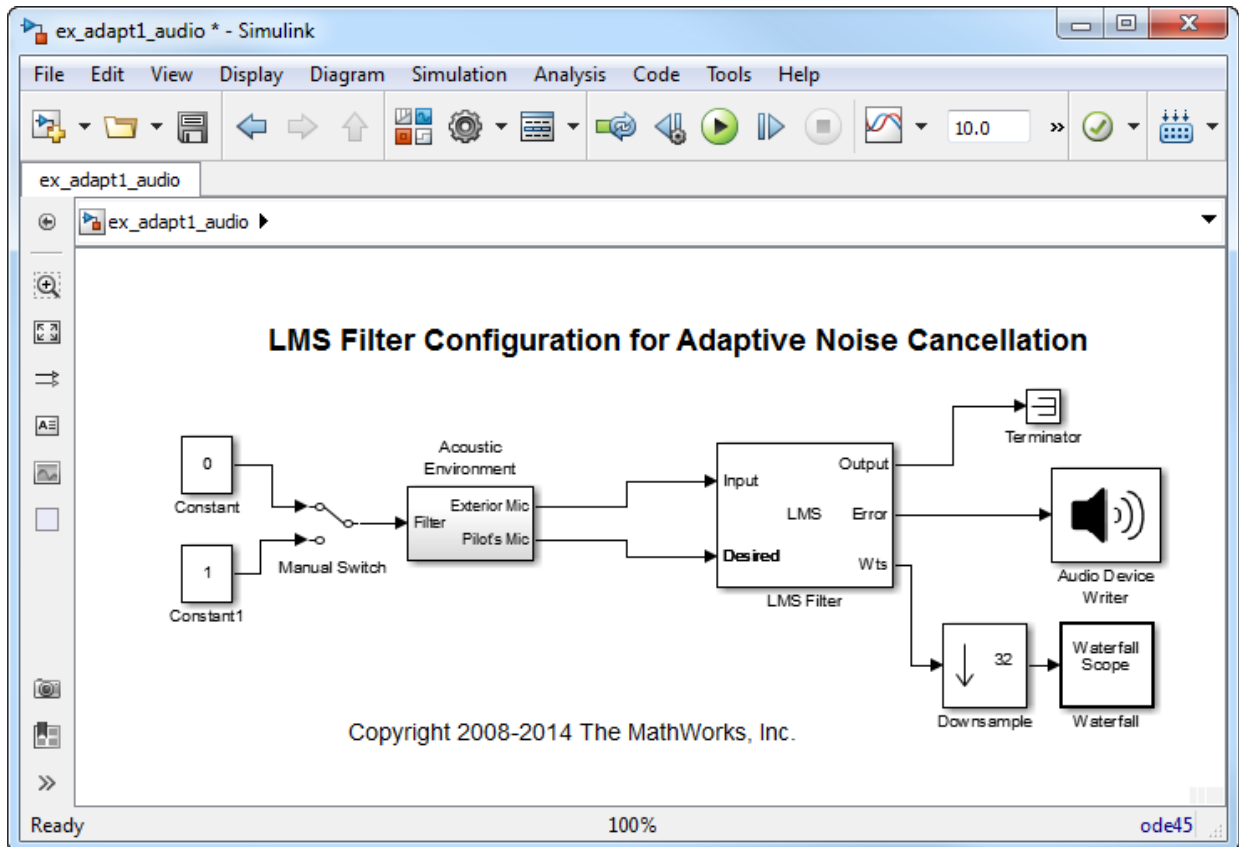 ex_adapt1_audio * - Simulink
File Edit View Display Diagram Simulation Analysis Code Tools Help
10.0
ex_adapt1_audio
ex_adapt1_audio
LMS Filter Configuration for Adaptive Noise Cancellation
Terminator
0
Constant
1
Constant1
Manual Switch
Acoustic
Environment
Filter
Exterior Mic
Pilot's Mic
Input
Desired
LMS
Output
Error
Wts
LMS Filter
Audio Device
Writer
32
Downsample
Waterfall
Scope
Waterfall
Copyright 2008-2014 The MathWorks, Inc.
Ready 100% ode45